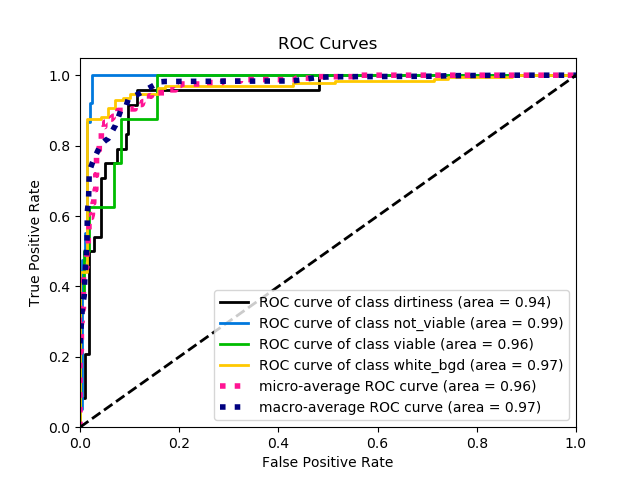 ROC Curves
True Positive Rate
1.0
0.8
0.6
0.4
0.2
0.0
ROC curve of class dirtiness (area = 0.94)
ROC curve of class not_viable (area = 0.99)
ROC curve of class viable (area = 0.96)
ROC curve of class white_bgd (area = 0.97)
micro-average ROC curve (area = 0.96)
macro-average ROC curve (area = 0.97)
0.0 0.2 0.4 0.6 0.8 1.0
False Positive Rate